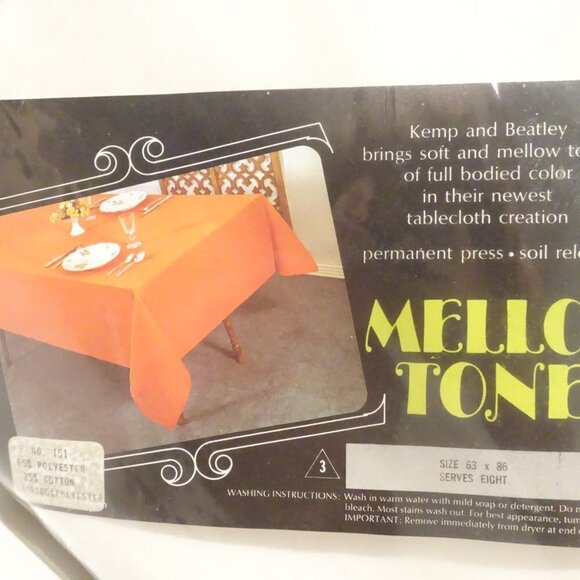 Kemp and Beatley
brings soft and mellow to
of full bodied color
in their newest
tablecloth creation
permanent press • soil rele
MELLO
TONE
NO. 151
65% POLYESTER
35% COTTON
3
SIZE 63 x 86
SERVES EIGHT
WASHING INSTRUCTIONS: Wash in warm water with mild soap or detergent. Do n
bleach. Most stains wash out. For best appearance, tum
IMPORTANT: Remove immediately from dryer at end